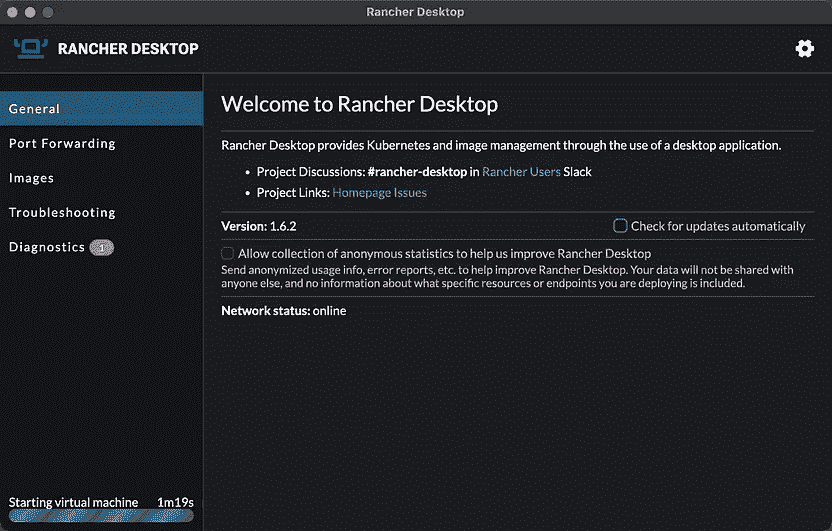 Rancher Desktop
RANCHER DESKTOP
General
Port Forwarding
Images
Troubleshooting
Diagnostics 1
Welcome to Rancher Desktop
Rancher Desktop provides Kubernetes and image management through the use of a desktop application.
• Project Discussions: #rancher-desktop in Rancher Users Slack
• Project Links: Homepage Issues
Version: 1.6.2 Check for updates automatically
Allow collection of anonymous statistics to help us improve Rancher Desktop
Send anonymized usage info, error reports, etc. to help improve Rancher Desktop. Your data will not be shared with
anyone else, and no information about what specific resources or endpoints you are deploying is included.
Network status: online
Starting virtual machine 1m19s